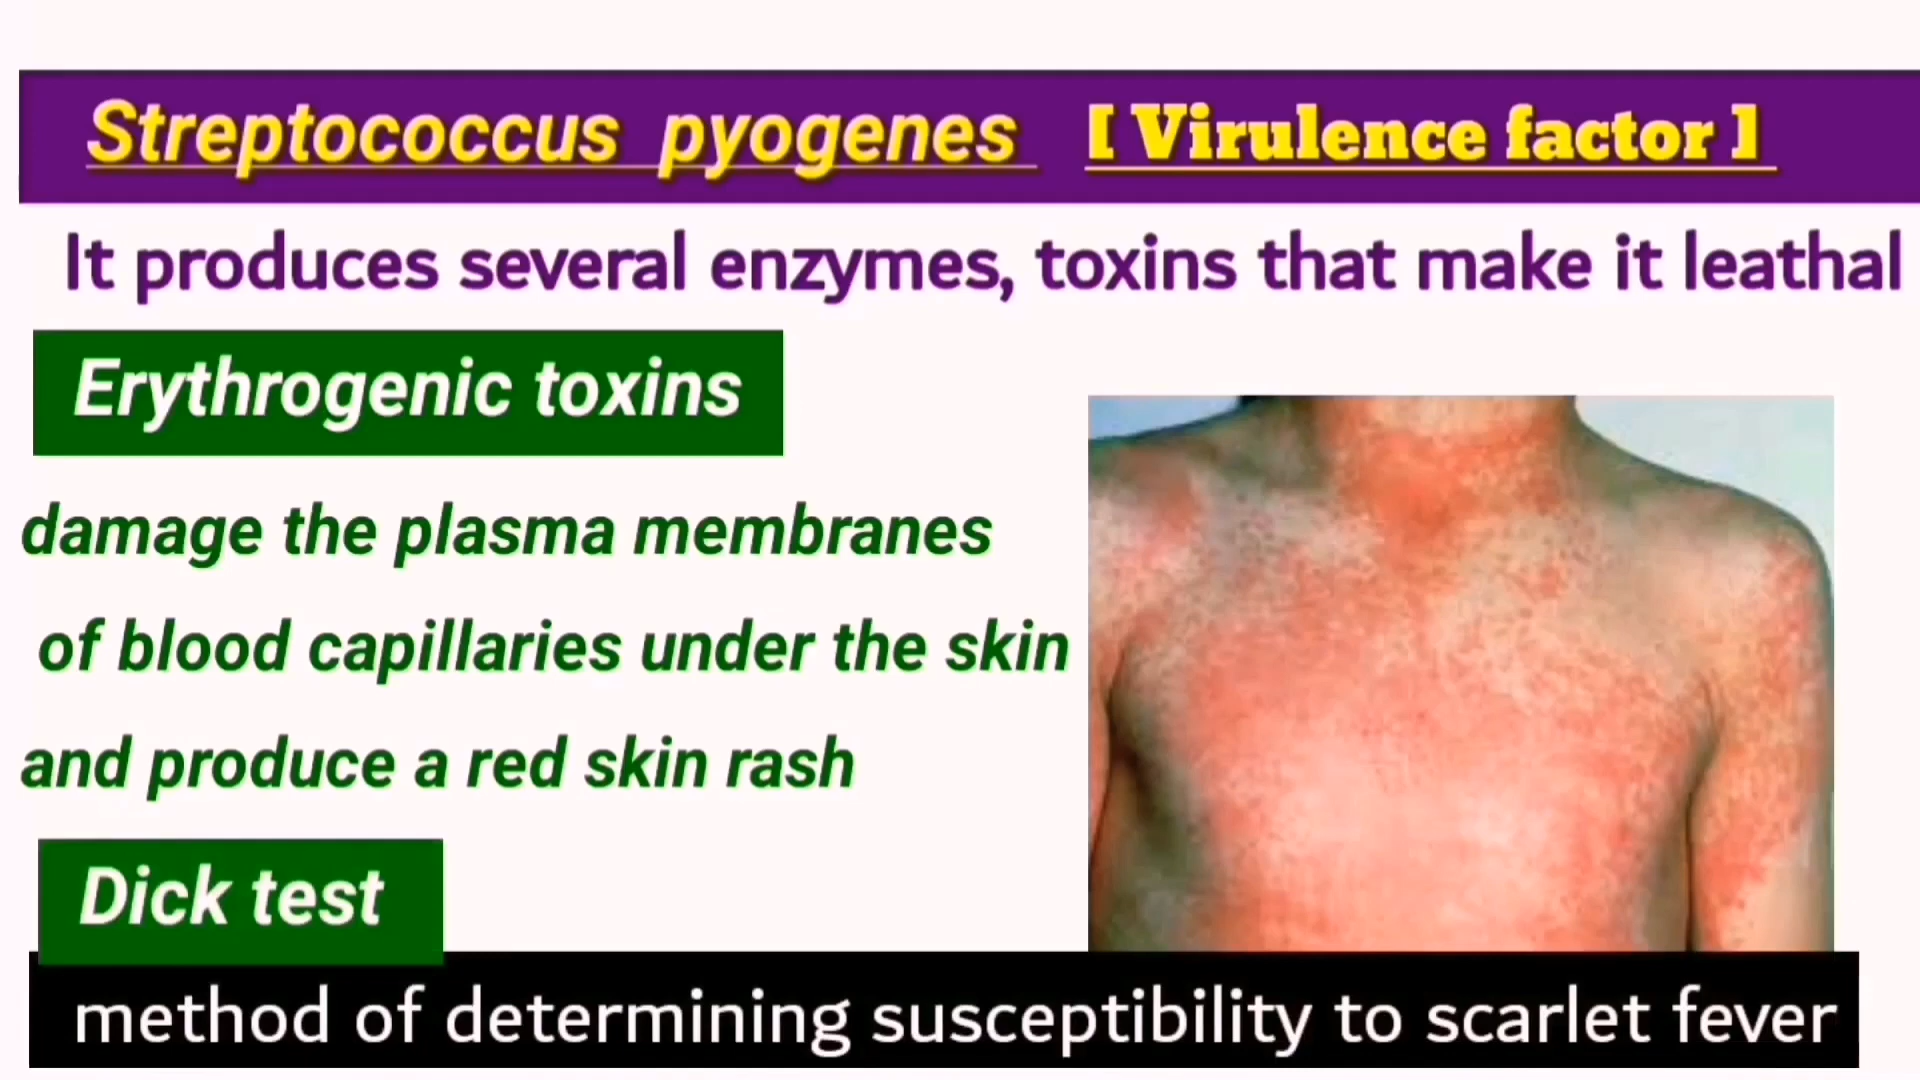 Streptococcus pyogenes [ Virulence factor ]
It produces several enzymes, toxins that make it leathal
Erythrogenic toxins
damage the plasma membranes
of blood capillaries under the skin
and produce a red skin rash
Dick test
method of determining susceptibility to scarlet fever